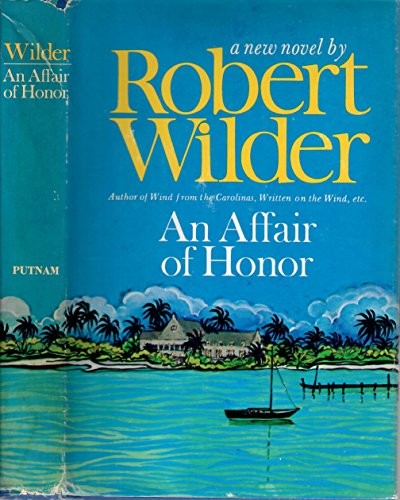 Wilder
An Affair
of Honor
PUTNAM
a new novel by
Robert
Wilder
Author of Wind from the Carolinas, Written on the Wind, etc.
An Affair
of Honor